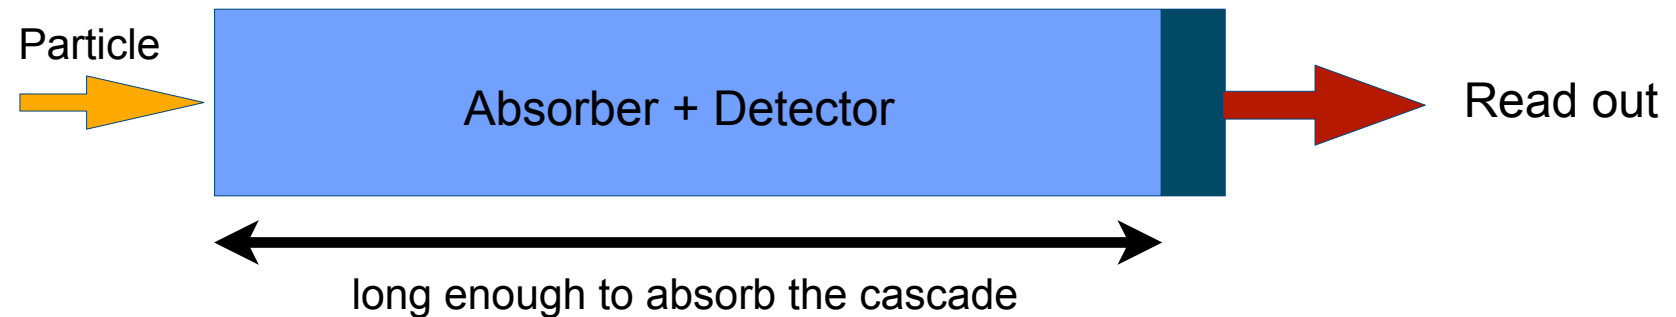 Particle
Absorber + Detector
Read out
long enough to absorb the cascade